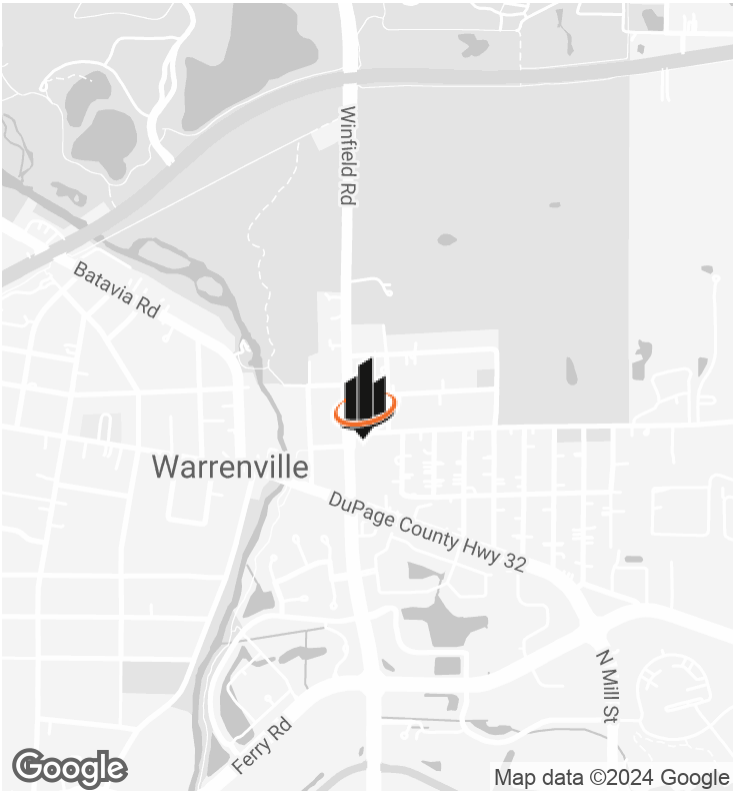 Winfield Rd
Batavia Rd
Warrenville
DuPage County Hwy 32
N Mill St
Ferry Rd
Google
Map data ©2024 Google